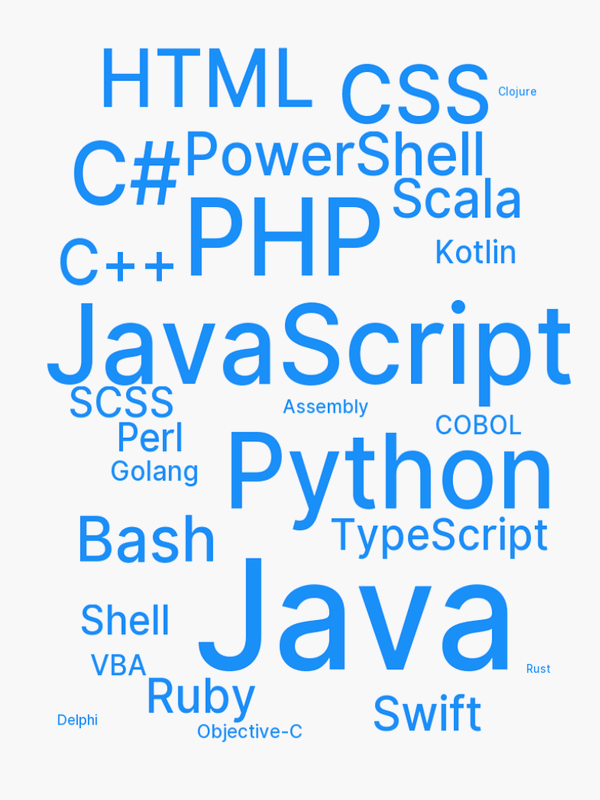 HTML
CSS
Clojure
C#
PowerShell
Scala
PHP
C++
Kotlin
JavaScript
SCSS
Assembly
Perl
COBOL
Golang
Python
Bash
TypeScript
Java
Shell
VBA
Rust
Ruby
Swift
Delphi
Objective-C